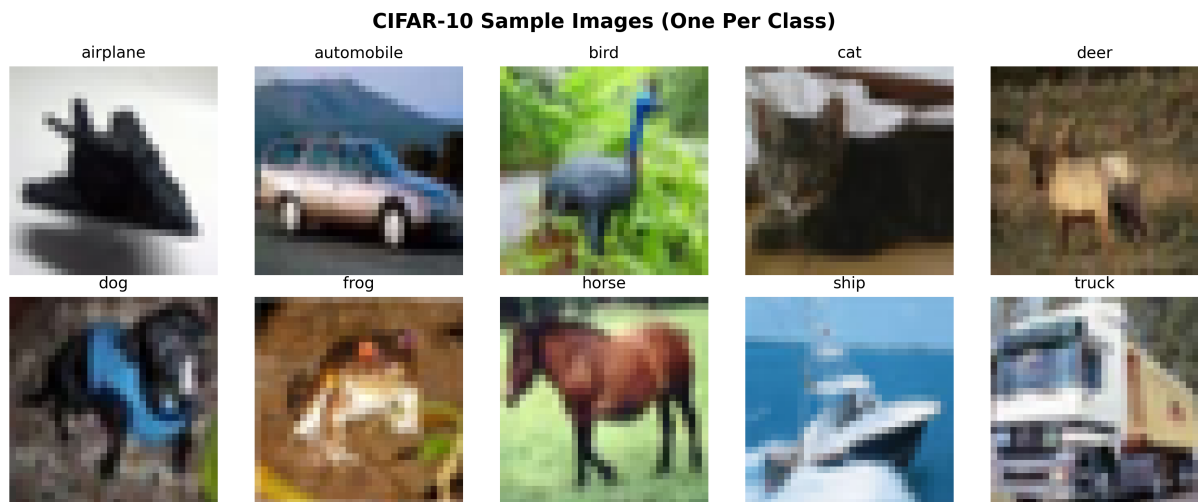 CIFAR-10 Sample Images (One Per Class)
airplane automobile bird cat deer
dog frog horse ship truck